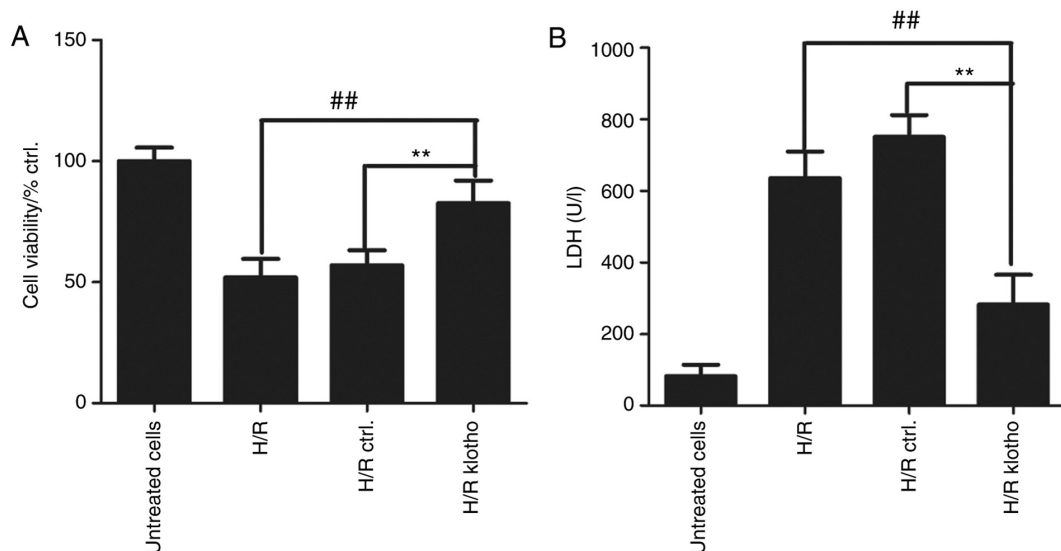 A
Cell viability/% ctrl.
150
100
50
0
##
**
Untreated cells
H/R
H/R ctrl.
H/R klotho
B
LDH (U/l)
1000
800
600
400
200
0
##
**
Untreated cells
H/R
H/R ctrl.
H/R klotho